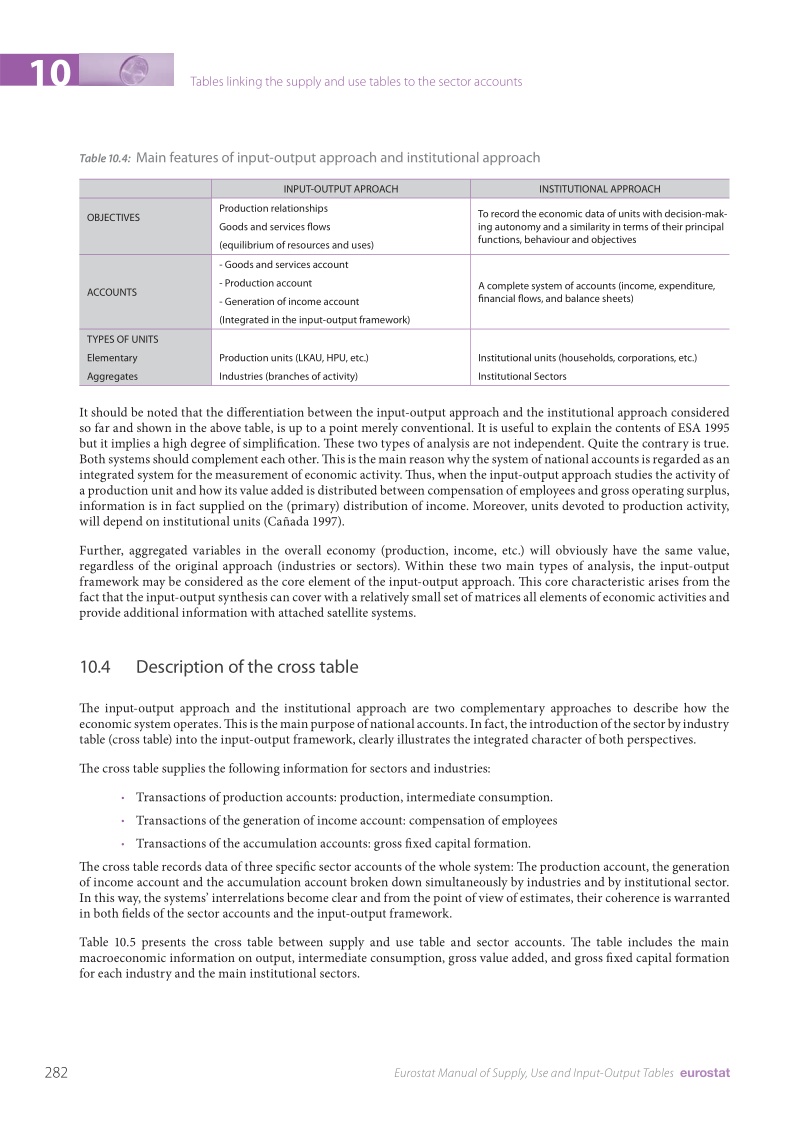 10
Tables linking the supply and use tables to the sector accounts
Table 10.4: Main features of input-output approach and institutional approach
INPUT-OUTPUT APROACH
INSTITUTIONAL APPROACH
OBJECTIVES
Production relationships
Goods and services flows
(equilibrium of resources and uses)
To record the economic data of units with decision-mak-
ing autonomy and a similarity in terms of their principal
functions, behaviour and objectives
ACCOUNTS
- Goods and services account
- Production account
- Generation of income account
(Integrated in the input-output framework)
A complete system of accounts (income, expenditure,
financial flows, and balance sheets)
TYPES OF UNITS
Elementary
Production units (LKAU, HPU, etc.)
Institutional units (households, corporations, etc.)
Aggregates
Industries (branches of activity)
Institutional Sectors
It should be noted that the differentiation between the input-output approach and the institutional approach considered
so far and shown in the above table, is up to a point merely conventional. It is useful to explain the contents of ESA 1995
but it implies a high degree of simplification. These two types of analysis are not independent. Quite the contrary is true.
Both systems should complement each other. This is the main reason why the system of national accounts is regarded as an
integrated system for the measurement of economic activity. Thus, when the input-output approach studies the activity of
a production unit and how its value added is distributed between compensation of employees and gross operating surplus,
information is in fact supplied on the (primary) distribution of income. Moreover, units devoted to production activity,
will depend on institutional units (Cañada 1997).
Further, aggregated variables in the overall economy (production, income, etc.) will obviously have the same value,
regardless of the original approach (industries or sectors). Within these two main types of analysis, the input-output
framework may be considered as the core element of the input-output approach. This core characteristic arises from the
fact that the input-output synthesis can cover with a relatively small set of matrices all elements of economic activities and
provide additional information with attached satellite systems.
10.4 Description of the cross table
The input-output approach and the institutional approach are two complementary approaches to describe how the
economic system operates. This is the main purpose of national accounts. In fact, the introduction of the sector by industry
table (cross table) into the input-output framework, clearly illustrates the integrated character of both perspectives.
The cross table supplies the following information for sectors and industries:
• Transactions of production accounts: production, intermediate consumption.
• Transactions of the generation of income account: compensation of employees
• Transactions of the accumulation accounts: gross fixed capital formation.
The cross table records data of three specific sector accounts of the whole system: The production account, the generation
of income account and the accumulation account broken down simultaneously by industries and by institutional sector.
In this way, the systems' interrelations become clear and from the point of view of estimates, their coherence is warranted
in both fields of the sector accounts and the input-output framework.
Table 10.5 presents the cross table between supply and use table and sector accounts. The table includes the main
macroeconomic information on output, intermediate consumption, gross value added, and gross fixed capital formation
for each industry and the main institutional sectors.
282
Eurostat Manual of Supply, Use and Input-Output Tables eurostat